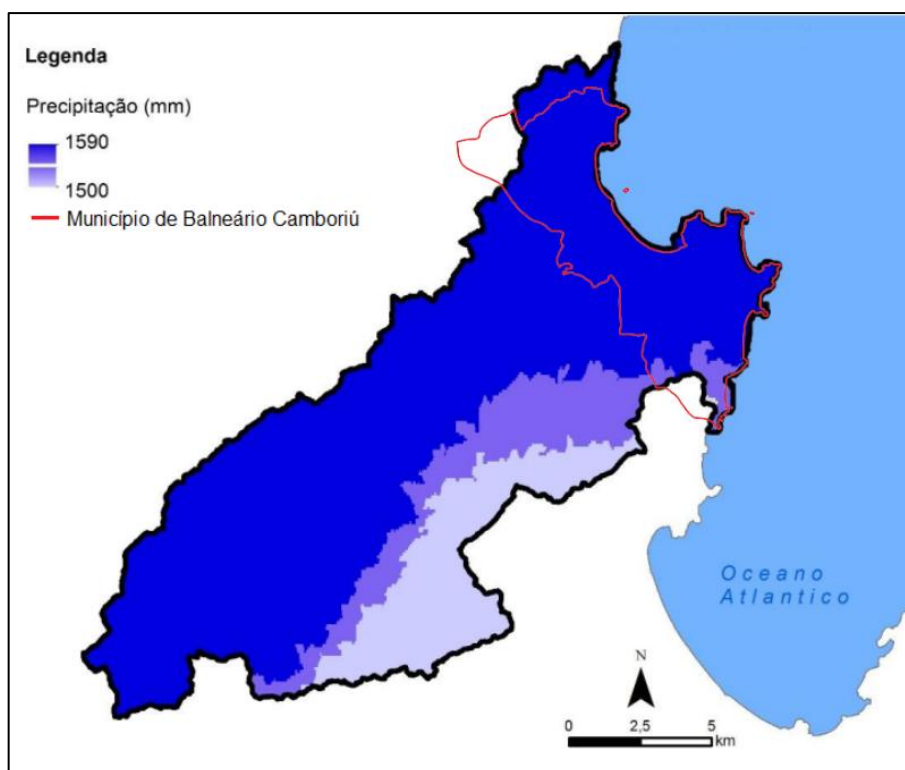 Legenda
Precipitação (mm)
1590
1500
Município de Balneário Camboriú
Oceano
Atlantico
N
0 2,5 5
km